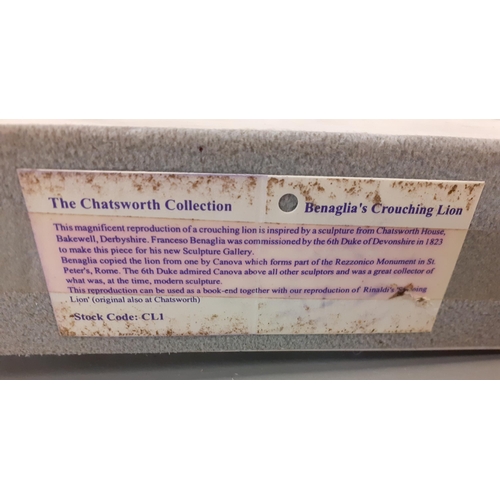 The Chatsworth Collection
Benaglia's Crouching Lion
This magnificent reproduction of a crouching lion is inspired by a sculpture from Chatsworth House,
Bakewell, Derbyshire. Franceso Benaglia was commissioned by the 6th Duke of Devonshire in 1823
to make this piece for his new Sculpture Gallery.
Benaglia copied the lion from one by Canova which forms part of the Rezzonico Monument in St.
Peter's, Rome. The 6th Duke admired Canova above all other sculptors and was a great collector of
what was, at the time, modern sculpture.
This reproduction can be used as a book-end together with our reproduction of Rinaldi's
Lion' (original also at Chatsworth)
Stock Code: CL1